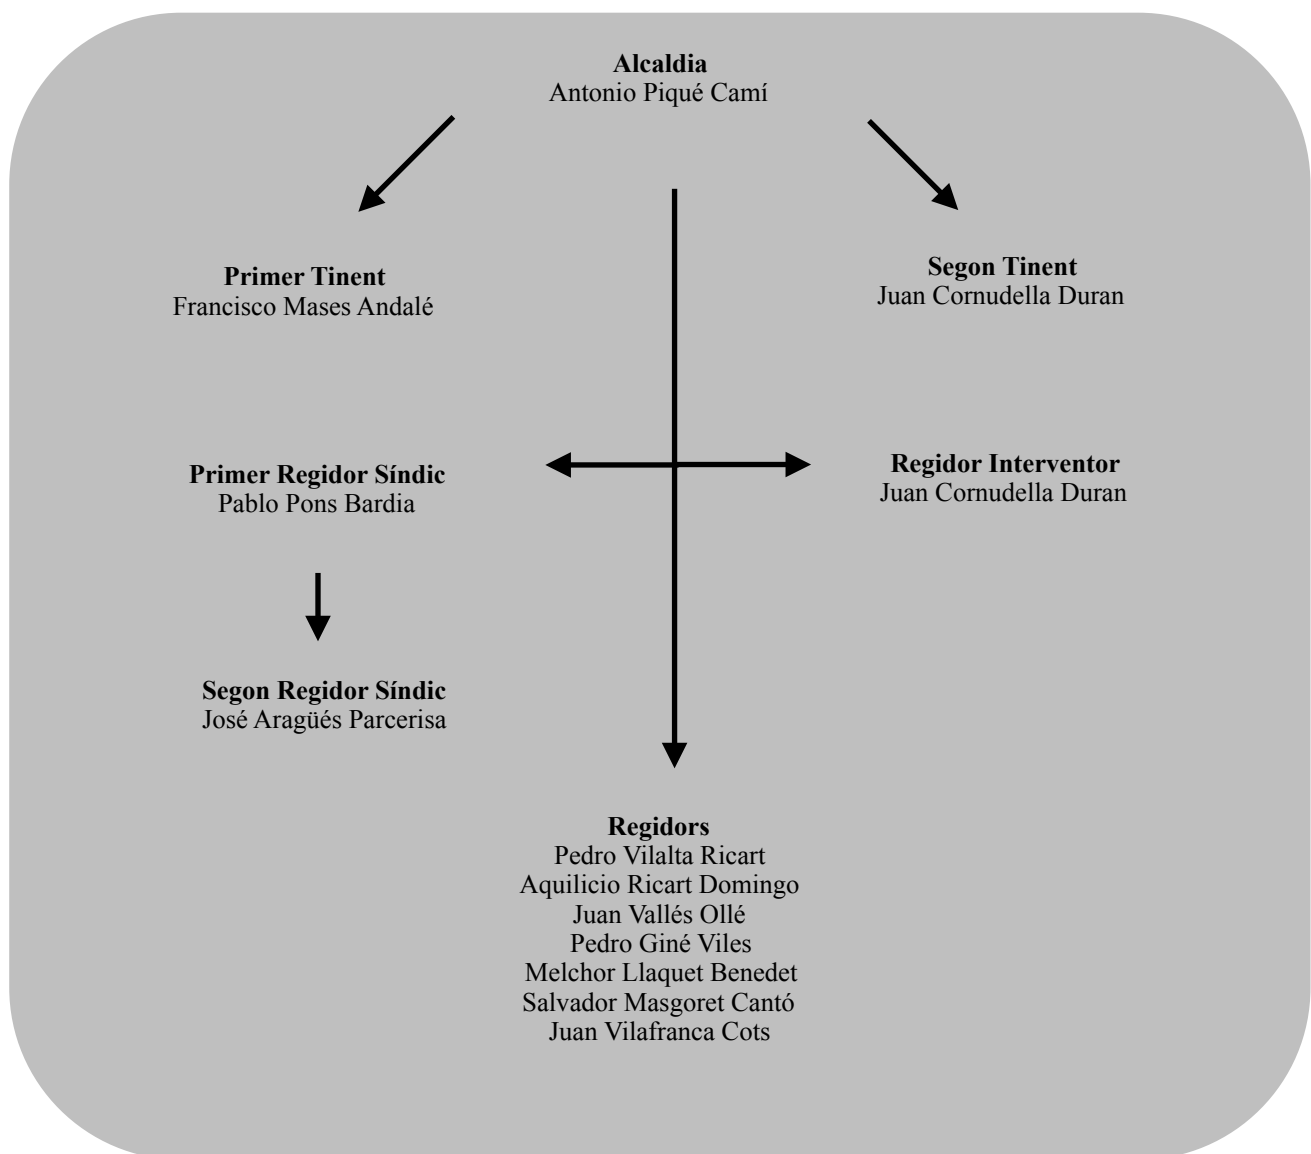 Alcaldia
Antonio Piqué Camí
Primer Tinent
Francisco Mases Andalé
Segon Tinent
Juan Cornudella Duran
Primer Regidor Síndic
Pablo Pons Bardia
Regidor Interventor
Juan Cornudella Duran
Segon Regidor Síndic
José Aragüés Parcerisa
Regidors
Pedro Vilalta Ricart
Aquilicio Ricart Domingo
Juan Vallés Ollé
Pedro Giné Viles
Melchor Llaquet Benedet
Salvador Masgoret Cantó
Juan Vilafranca Cots